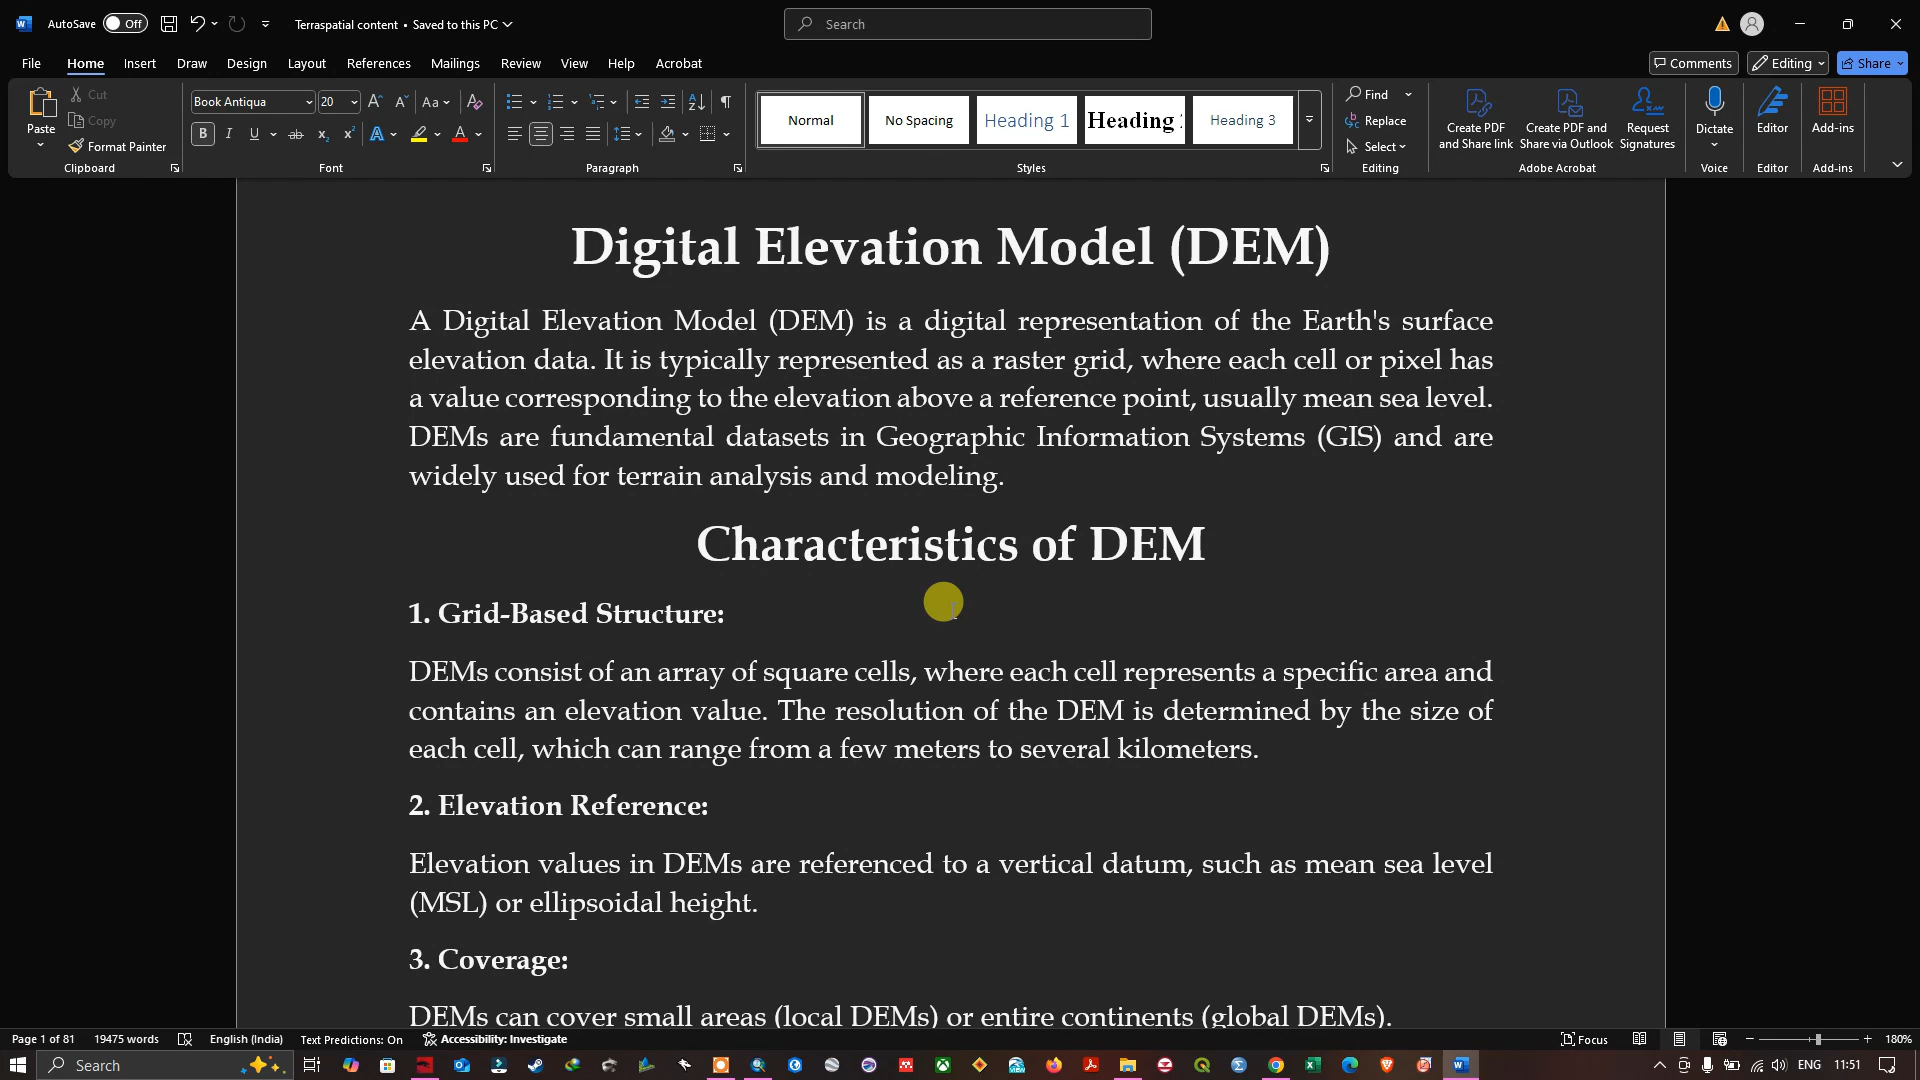 AutoSave Off Terraspatial content • Saved to this PC Search
File Home Insert Draw Design Layout References Mailings Review View Help Acrobat Comments Editing Share
Paste Cut Copy Format Painter Clipboard
Book Antiqua 20 Aa Font
Paragraph
Normal No Spacing Heading 1 Heading Heading 3 Styles
Find Replace Select Editing
Create PDF and Share link Create PDF and Share via Outlook Request Signatures Adobe Acrobat
Dictate Voice
Editor Editor
Add-ins Add-ins
Digital Elevation Model (DEM)
A Digital Elevation Model (DEM) is a digital representation of the Earth's surface
elevation data. It is typically represented as a raster grid, where each cell or pixel has
a value corresponding to the elevation above a reference point, usually mean sea level.
DEMs are fundamental datasets in Geographic Information Systems (GIS) and are
widely used for terrain analysis and modeling.
Characteristics of DEM
1. Grid-Based Structure:
DEMs consist of an array of square cells, where each cell represents a specific area and
contains an elevation value. The resolution of the DEM is determined by the size of
each cell, which can range from a few meters to several kilometers.
2. Elevation Reference:
Elevation values in DEMs are referenced to a vertical datum, such as mean sea level
(MSL) or ellipsoidal height.
3. Coverage:
DEMs can cover small areas (local DEMs) or entire continents (global DEMs).
Page 1 of 81 19475 words English (India) Text Predictions: On Accessibility: Investigate Focus 180%
Search ENG 11:51